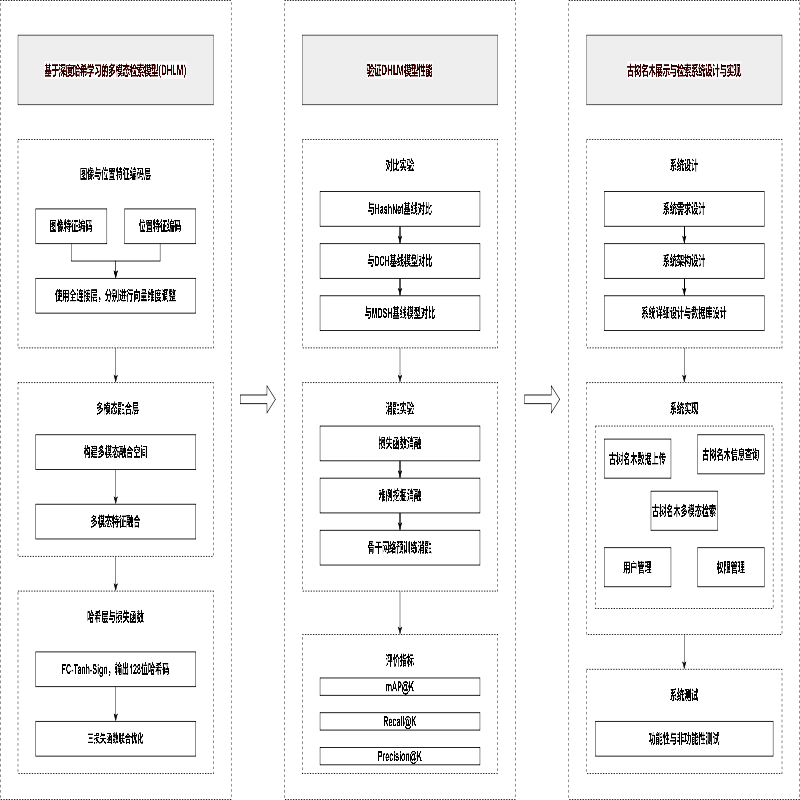 基于深度哈希学习的多模态检索模型(DHLM)
图像与位置特征编码层
图像特征编码
位置特征编码
使用全连接层，分别进行向量维度调整
多模态融合层
构建多模态融合空间
多模态特征融合
哈希层与损失函数
FC-Tanh-Sign，输出128位哈希码
三损失函数联合优化
验证DHLM模型性能
对比实验
与HashNet基线对比
与DCH基线模型对比
与MDSH基线模型对比
消融实验
损失函数消融
难例挖掘消融
骨干网络预训练消融
评价指标
mAP@K
Recall@K
Precision@K
古树名木展示与检索系统设计与实现
系统设计
系统需求设计
系统架构设计
系统详细设计与数据库设计
系统实现
古树名木数据上传
古树名木信息查询
古树名木多模态检索
用户管理
权限管理
系统测试
功能性与非功能性测试